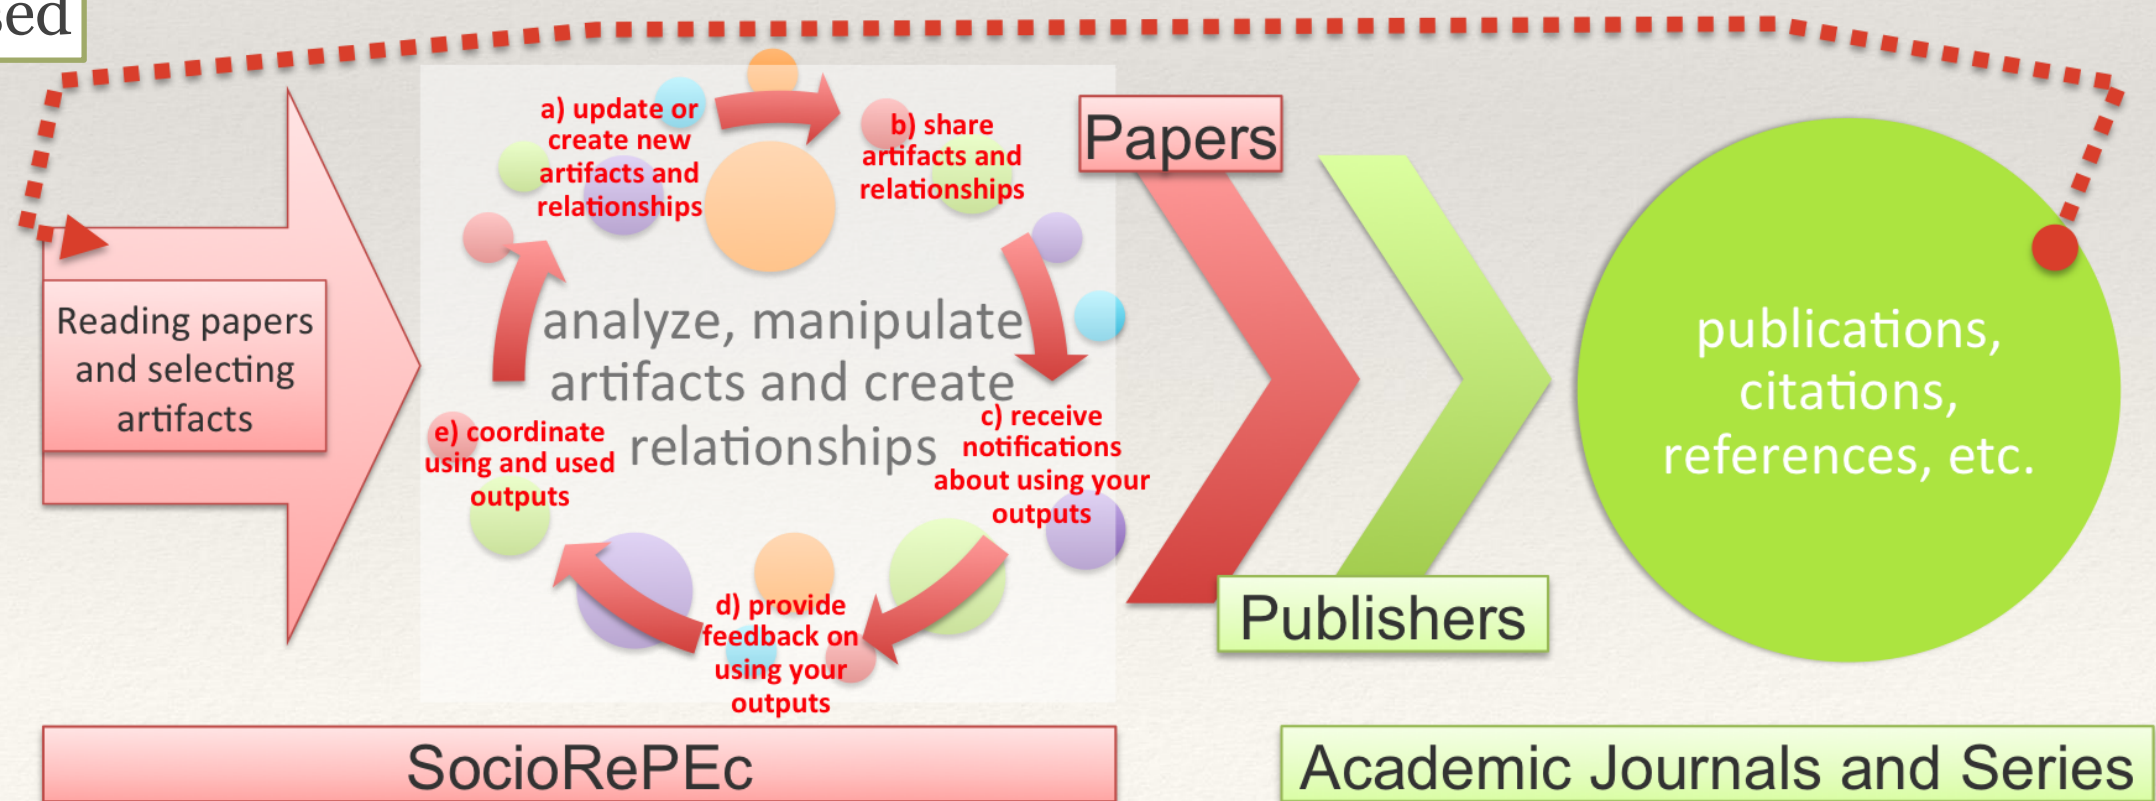 Reading papers
and selecting
artifacts
a) update or
create new
artifacts and
relationships
b) share
artifacts and
relationships
analyze, manipulate
artifacts and create
relationships
c) receive
notifications
about using your
outputs
d) provide
feedback on
using your
outputs
e) coordinate
using and used
outputs
Papers
Publishers
publications,
citations,
references, etc.
SocioRePEc
Academic Journals and Series